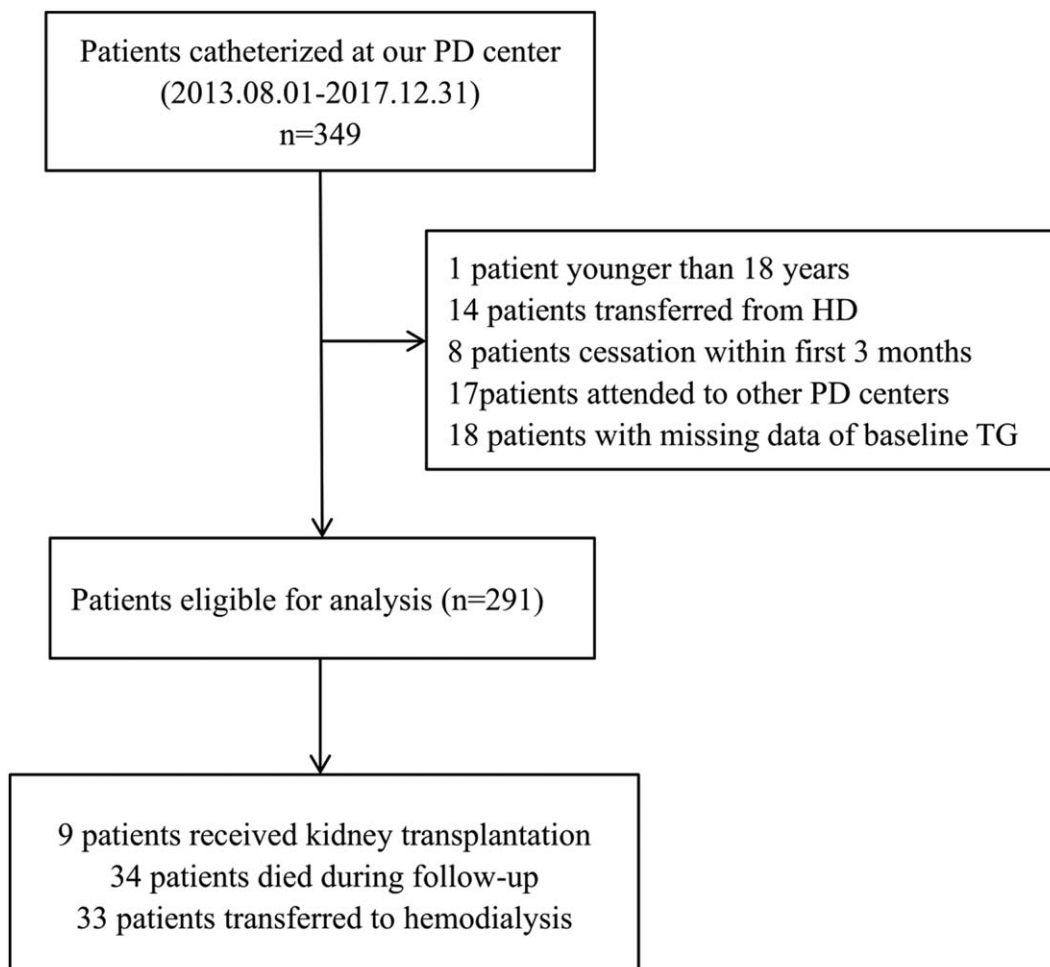 Patients catheterized at our PD center
(2013.08.01-2017.12.31)
n=349
1 patient younger than 18 years
14 patients transferred from HD
8 patients cessation within first 3 months
17patients attended to other PD centers
18 patients with missing data of baseline TG
Patients eligible for analysis (n=291)
9 patients received kidney transplantation
34 patients died during follow-up
33 patients transferred to hemodialysis